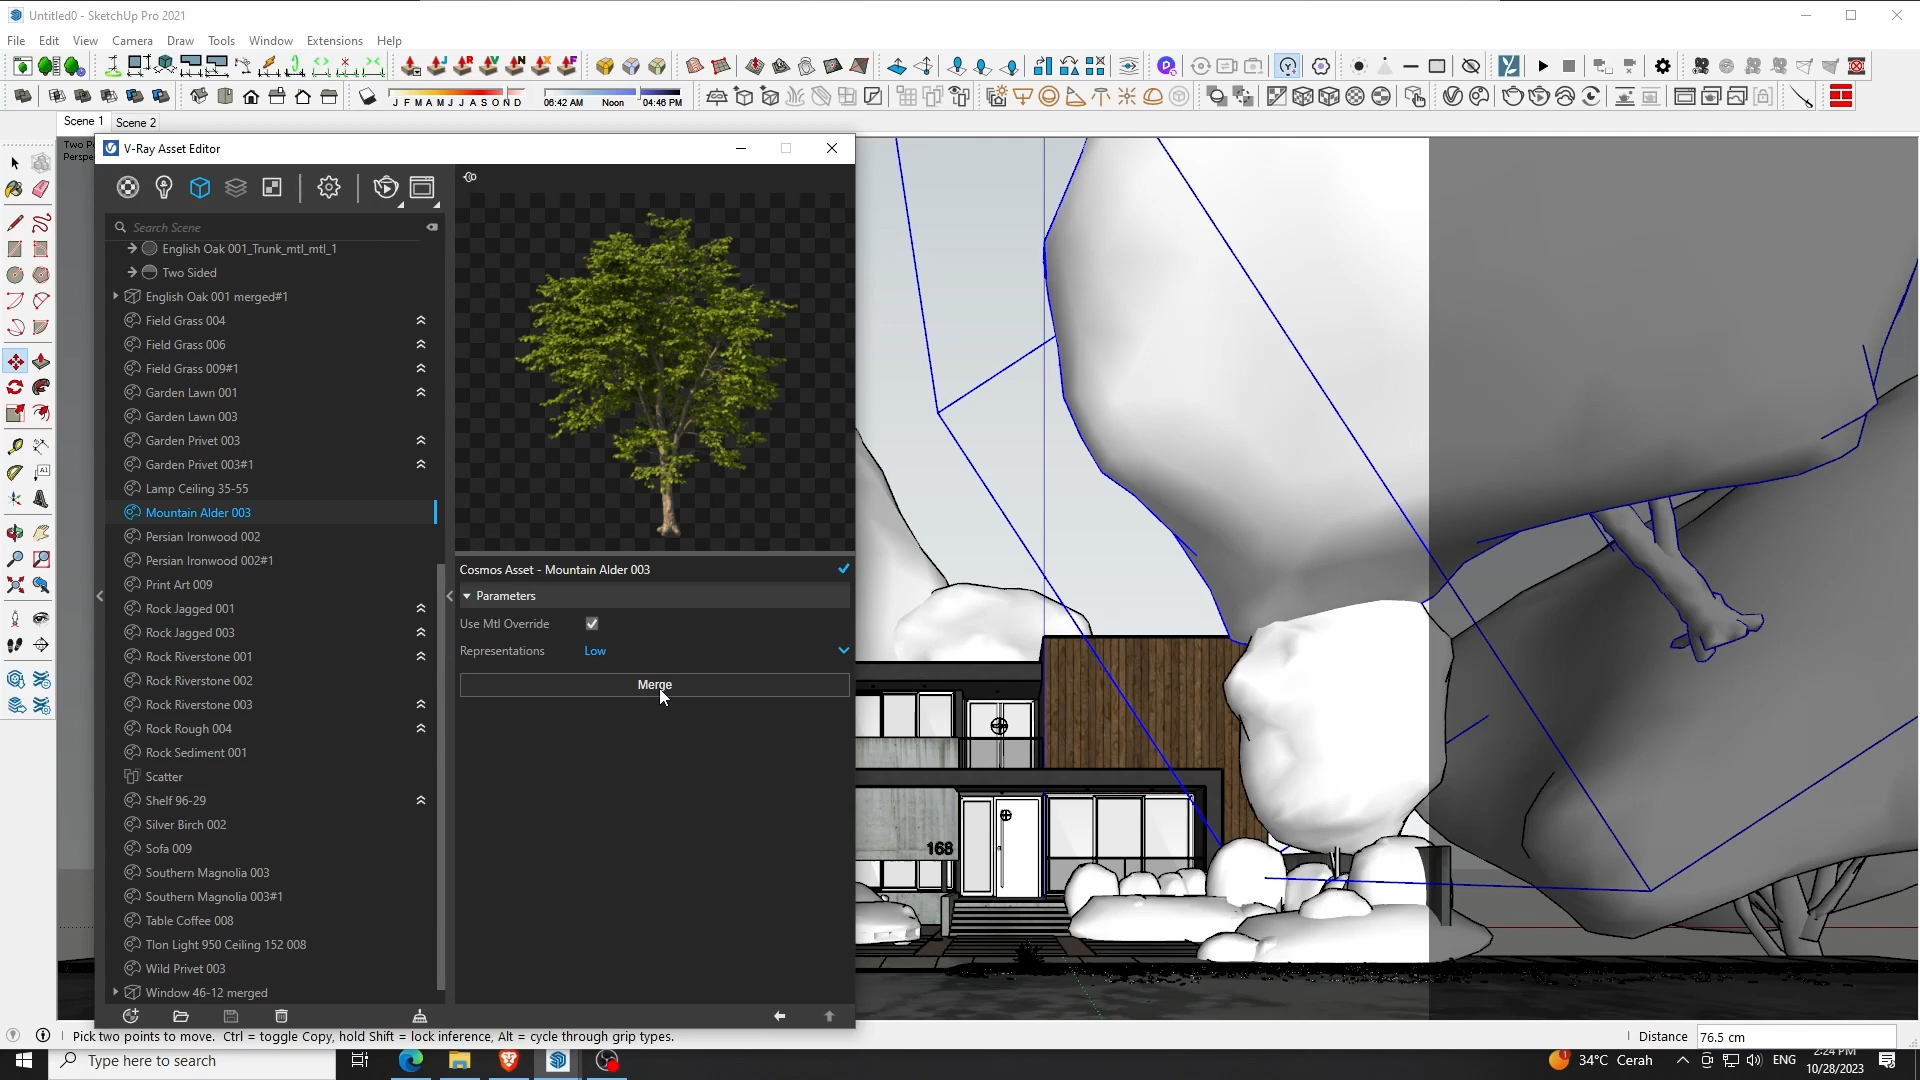 Untitled0 - SketchUp Pro 2021
File Edit View Camera Draw Tools Window Extensions Help
J F M A M J J A S O N D 06:42 AM Noon 04:46 PM
Scene 1 Scene 2
V-Ray Asset Editor
Search Scene
English Oak 001_Trunk_mtl_mtl_1
Two Sided
English Oak 001 merged#1
Field Grass 004
Field Grass 006
Field Grass 009#1
Garden Lawn 001
Garden Lawn 003
Garden Privet 003
Garden Privet 003#1
Lamp Ceiling 35-55
Mountain Alder 003
Persian Ironwood 002
Persian Ironwood 002#1
Print Art 009
Rock Jagged 001
Rock Jagged 003
Rock Riverstone 001
Rock Riverstone 002
Rock Riverstone 003
Rock Rough 004
Rock Sediment 001
Scatter
Shelf 96-29
Silver Birch 002
Sofa 009
Southern Magnolia 003
Southern Magnolia 003#1
Table Coffee 008
Tlon Light 950 Ceiling 152 008
Wild Privet 003
Window 46-12 merged
Cosmos Asset - Mountain Alder 003
Parameters
Use Mtl Override
Representations Low
Merge
168
Pick two points to move. Ctrl = toggle Copy, hold Shift = lock inference, Alt = cycle through grip types.
Distance 76.5 cm
Type here to search
34°C Cerah
ENG
2:24 PM
10/28/2023